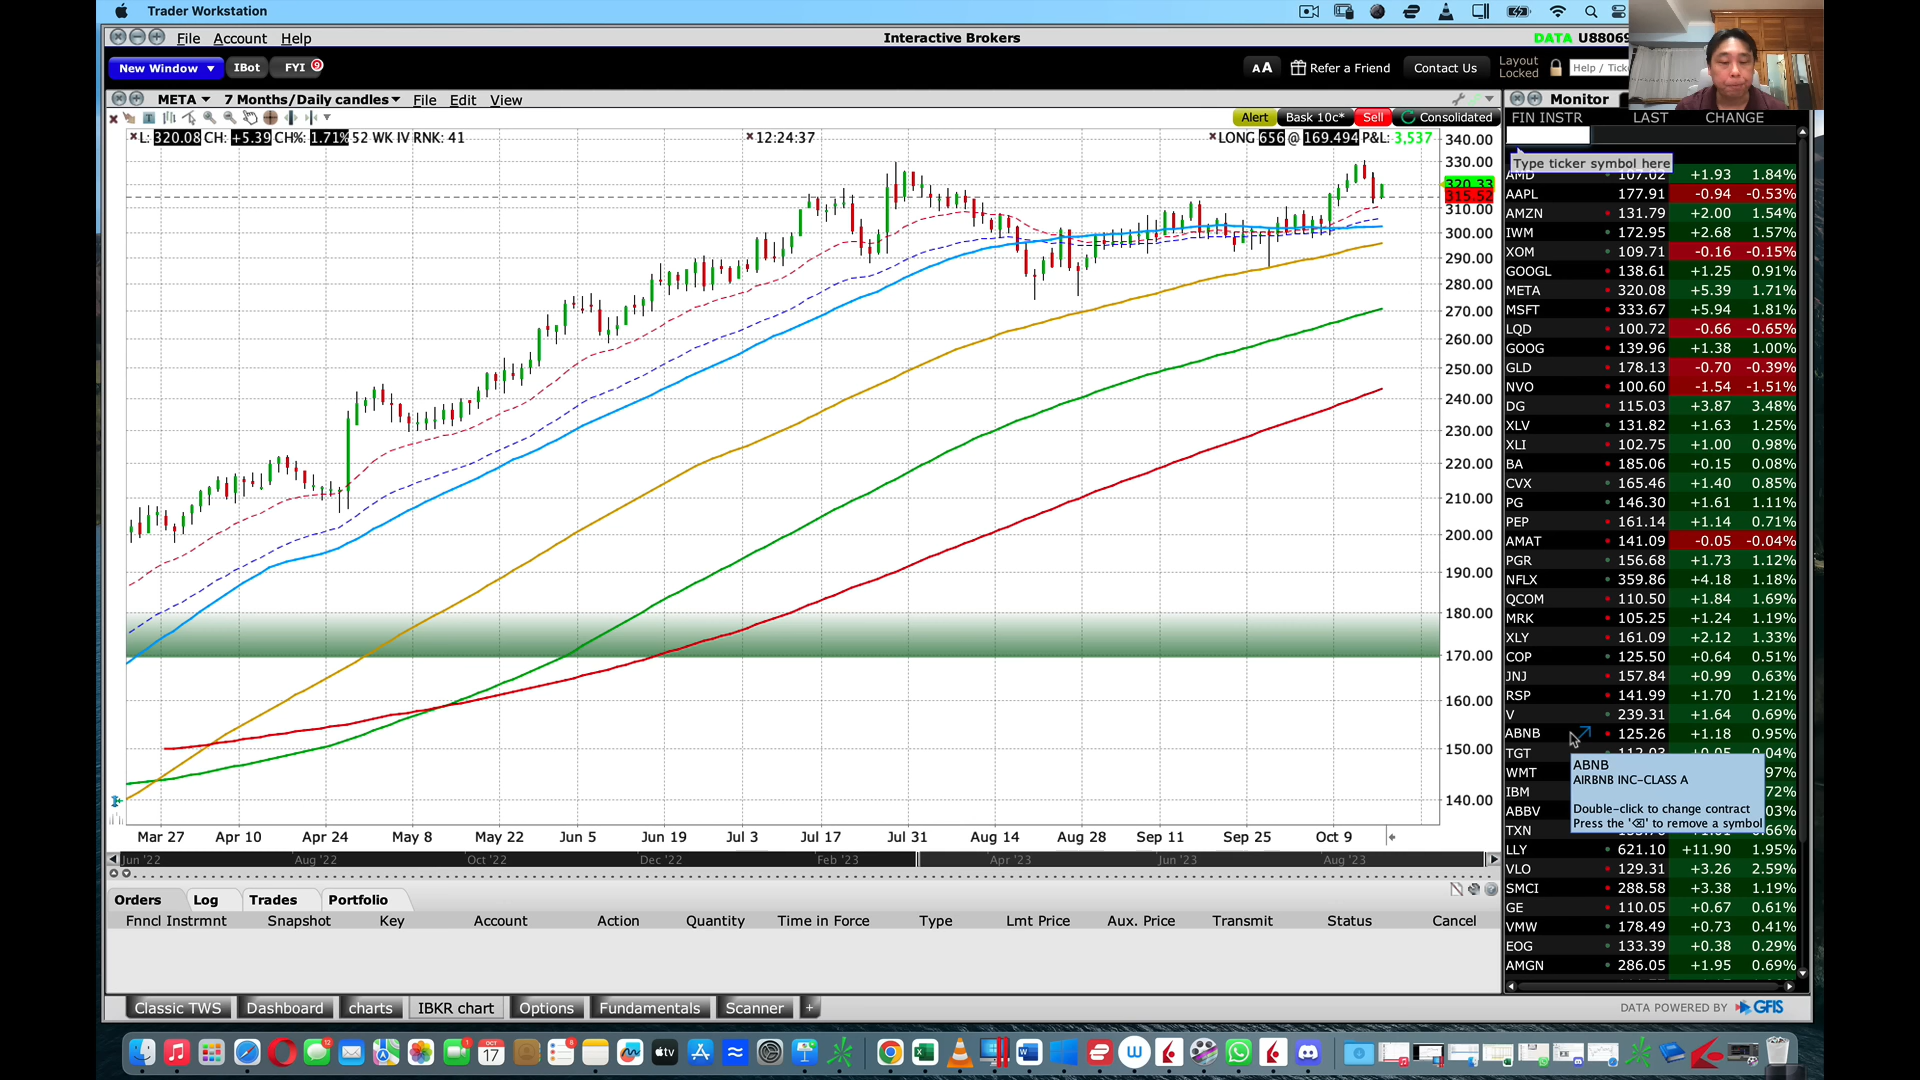 Trader Workstation
File Account Help
Interactive Brokers
DATA U88069
New Window IBot FYI 9
AA Refer a Friend Contact Us Layout Locked Help /
META 7 Months/Daily candles File Edit View
Monitor
Alert Bask 10c* Sell Consolidated
FIN INSTR LAST CHANGE
L: 320.08 CH: +5.39 CH%: 1.71% 52 WK IV RNK: 41
12:24:37
LONG 656 @ 169.494 P&L: 3,537
340.00
330.00
320.33
315.52
310.00
300.00
290.00
280.00
270.00
260.00
250.00
240.00
230.00
220.00
210.00
200.00
190.00
180.00
170.00
160.00
150.00
140.00
Mar 27 Apr 10 Apr 24 May 8 May 22 Jun 5 Jun 19 Jul 3 Jul 17 Jul 31 Aug 14 Aug 28 Sep 11 Sep 25 Oct 9
Jun '22 Aug '22 Oct '22 Dec '22 Feb '23 Apr '23 Jun '23 Aug '23
Type ticker symbol here
AMD +1.93 1.84%
AAPL 177.91 -0.94 -0.53%
AMZN 131.79 +2.00 1.54%
IWM 172.95 +2.68 1.57%
XOM 109.71 -0.16 -0.15%
GOOGL 138.61 +1.25 0.91%
META 320.08 +5.39 1.71%
MSFT 333.67 +5.94 1.81%
LQD 100.72 -0.66 -0.65%
GOOG 139.96 +1.38 1.00%
GLD 178.13 -0.70 -0.39%
NVO 100.60 -1.54 -1.51%
DG 115.03 +3.87 3.48%
XLV 131.82 +1.63 1.25%
XLI 102.75 +1.00 0.98%
BA 185.06 +0.15 0.08%
CVX 165.46 +1.40 0.85%
PG 146.30 +1.61 1.11%
PEP 161.14 +1.14 0.71%
AMAT 141.09 -0.05 -0.04%
PGR 156.68 +1.73 1.12%
NFLX 359.86 +4.18 1.18%
QCOM 110.50 +1.84 1.69%
MRK 105.25 +1.24 1.19%
XLY 161.09 +2.12 1.33%
COP 125.50 +0.64 0.51%
JNJ 157.84 +0.99 0.63%
RSP 141.99 +1.70 1.21%
V 239.31 +1.64 0.69%
ABNB 125.26 +1.18 0.95%
TGT
WMT 97%
IBM 72%
ABBV 03%
TXN 66%
ABNB
AIRBNB INC-CLASS A
Double-click to change contract
Press the '⌫' to remove a symbol
LLY 621.10 +11.90 1.95%
VLO 129.31 +3.26 2.59%
SMCI 288.58 +3.38 1.19%
GE 110.05 +0.67 0.61%
VMW 178.49 +0.73 0.41%
EOG 133.39 +0.38 0.29%
AMGN 286.05 +1.95 0.69%
Orders Log Trades Portfolio
Fnncl Instrmnt Snapshot Key Account Action Quantity Time in Force Type Lmt Price Aux. Price Transmit Status Cancel
Classic TWS Dashboard charts IBKR chart Options Fundamentals Scanner +
DATA POWERED BY GFIS
OCT
17
tv